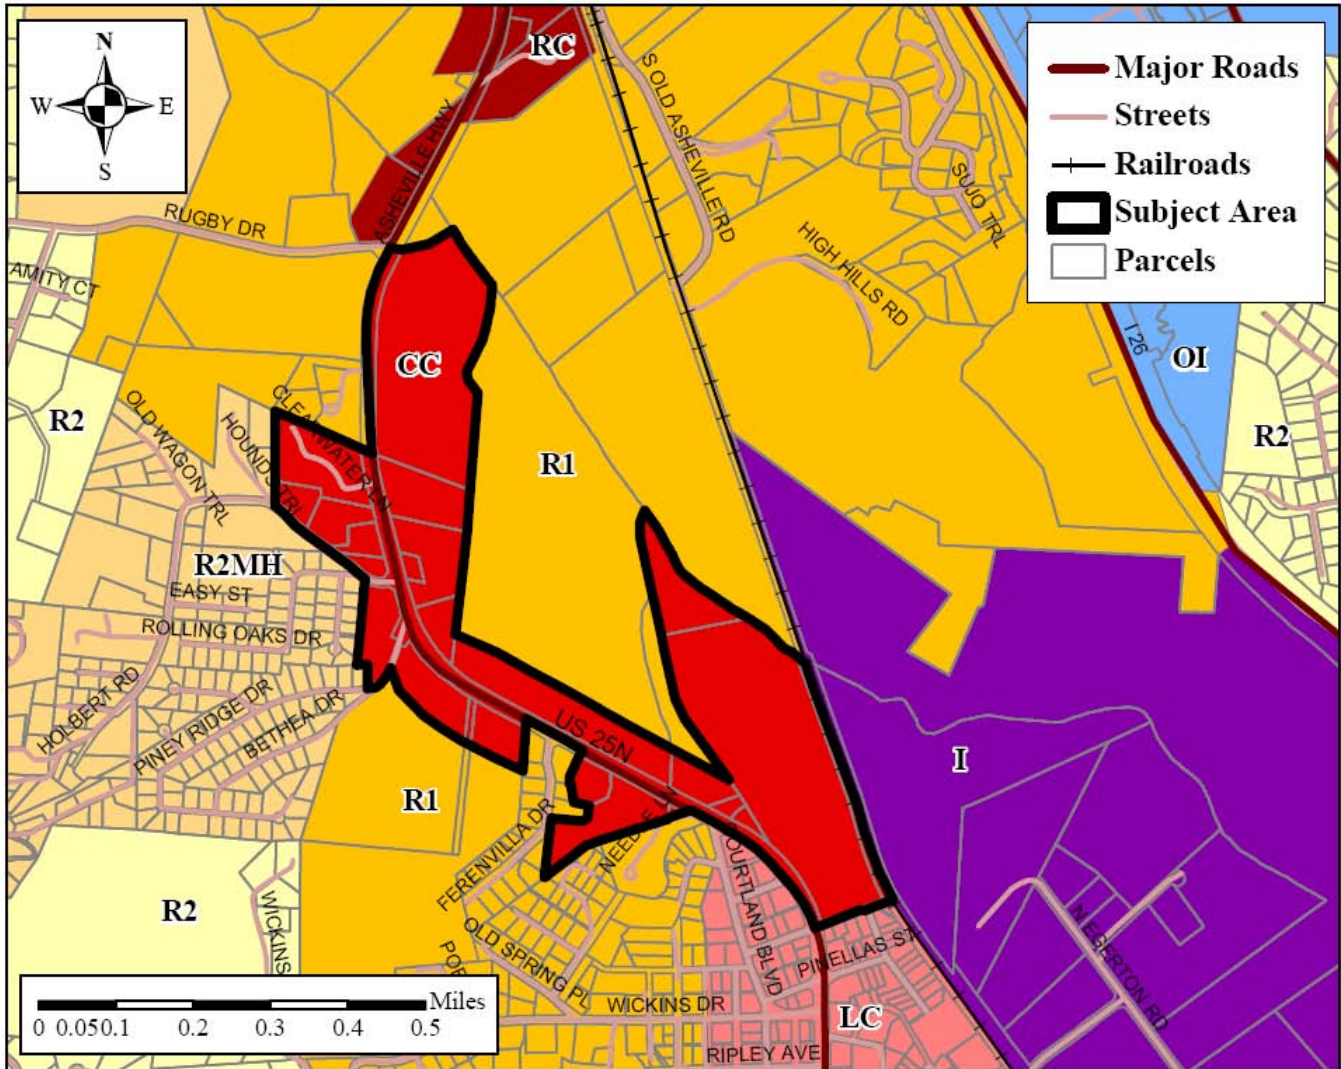 N
W E
S
RC
Major Roads
Streets
Railroads
Subject Area
Parcels
S OLD ASHEVILLE RD
ASHEVILLE HWY
SUJO TRL
RUGBY DR
HIGH HILLS RD
AMITY CT
I 26
OI
CC
R2
OLD WAGON TRL
HOUNDS TRL
CLEARWATER LN
R1
R2
R2MH
EASY ST
ROLLING OAKS DR
HOLBERT RD
PINEY RIDGE DR
BETHEA DR
US 25N
I
R1
FERENVILLA DR
R2
WICKINS
OLD SPRING PL
PINELLAS ST
N EGERTON RD
WICKINS DR
LC
RIPLEY AVE
Miles
0 0.05 0.1 0.2 0.3 0.4 0.5